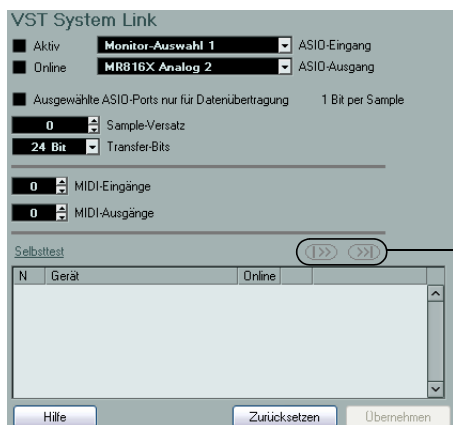 VST System Link
Aktiv Monitor-Auswahl 1 ASIO-Eingang
Online MR816X Analog 2 ASIO-Ausgang
Ausgewählte ASIO-Ports nur für Datenübertragung 1 Bit per Sample
0 Sample-Versatz
24 Bit Transfer-Bits
0 MIDI-Eingänge
0 MIDI-Ausgänge
Selbsttest
N Gerät Online
Hilfe Zurücksetzen Übernehmen